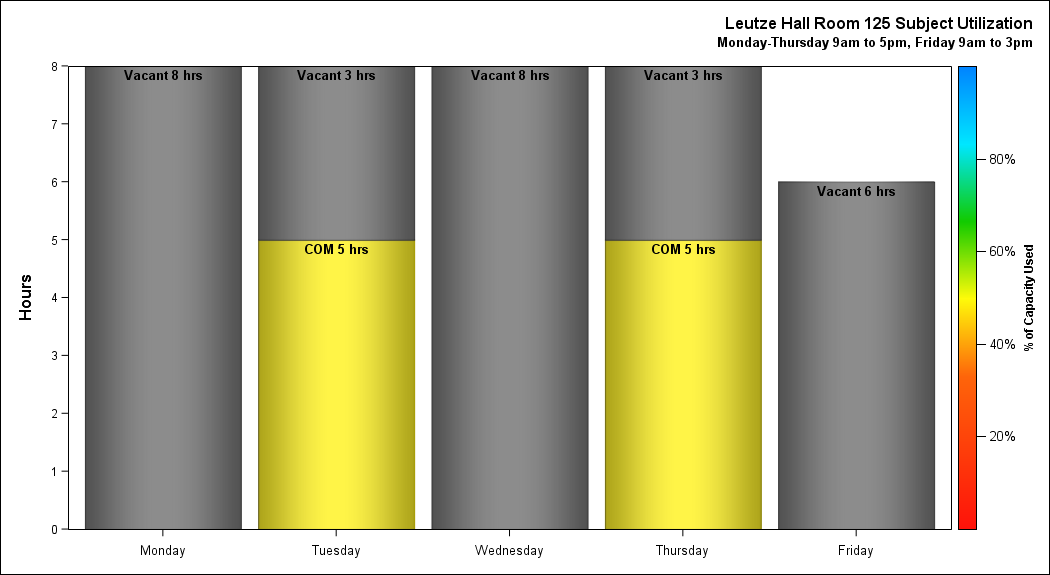 Leutze Hall Room 125 Subject Utilization
Monday-Thursday 9am to 5pm, Friday 9am to 3pm
8
7
6
5
4
3
2
1
0
Hours
Vacant 8 hrs
Vacant 3 hrs
Vacant 8 hrs
Vacant 3 hrs
Vacant 6 hrs
COM 5 hrs
COM 5 hrs
Monday
Tuesday
Wednesday
Thursday
Friday
80%
60%
40%
20%
% of Capacity Used